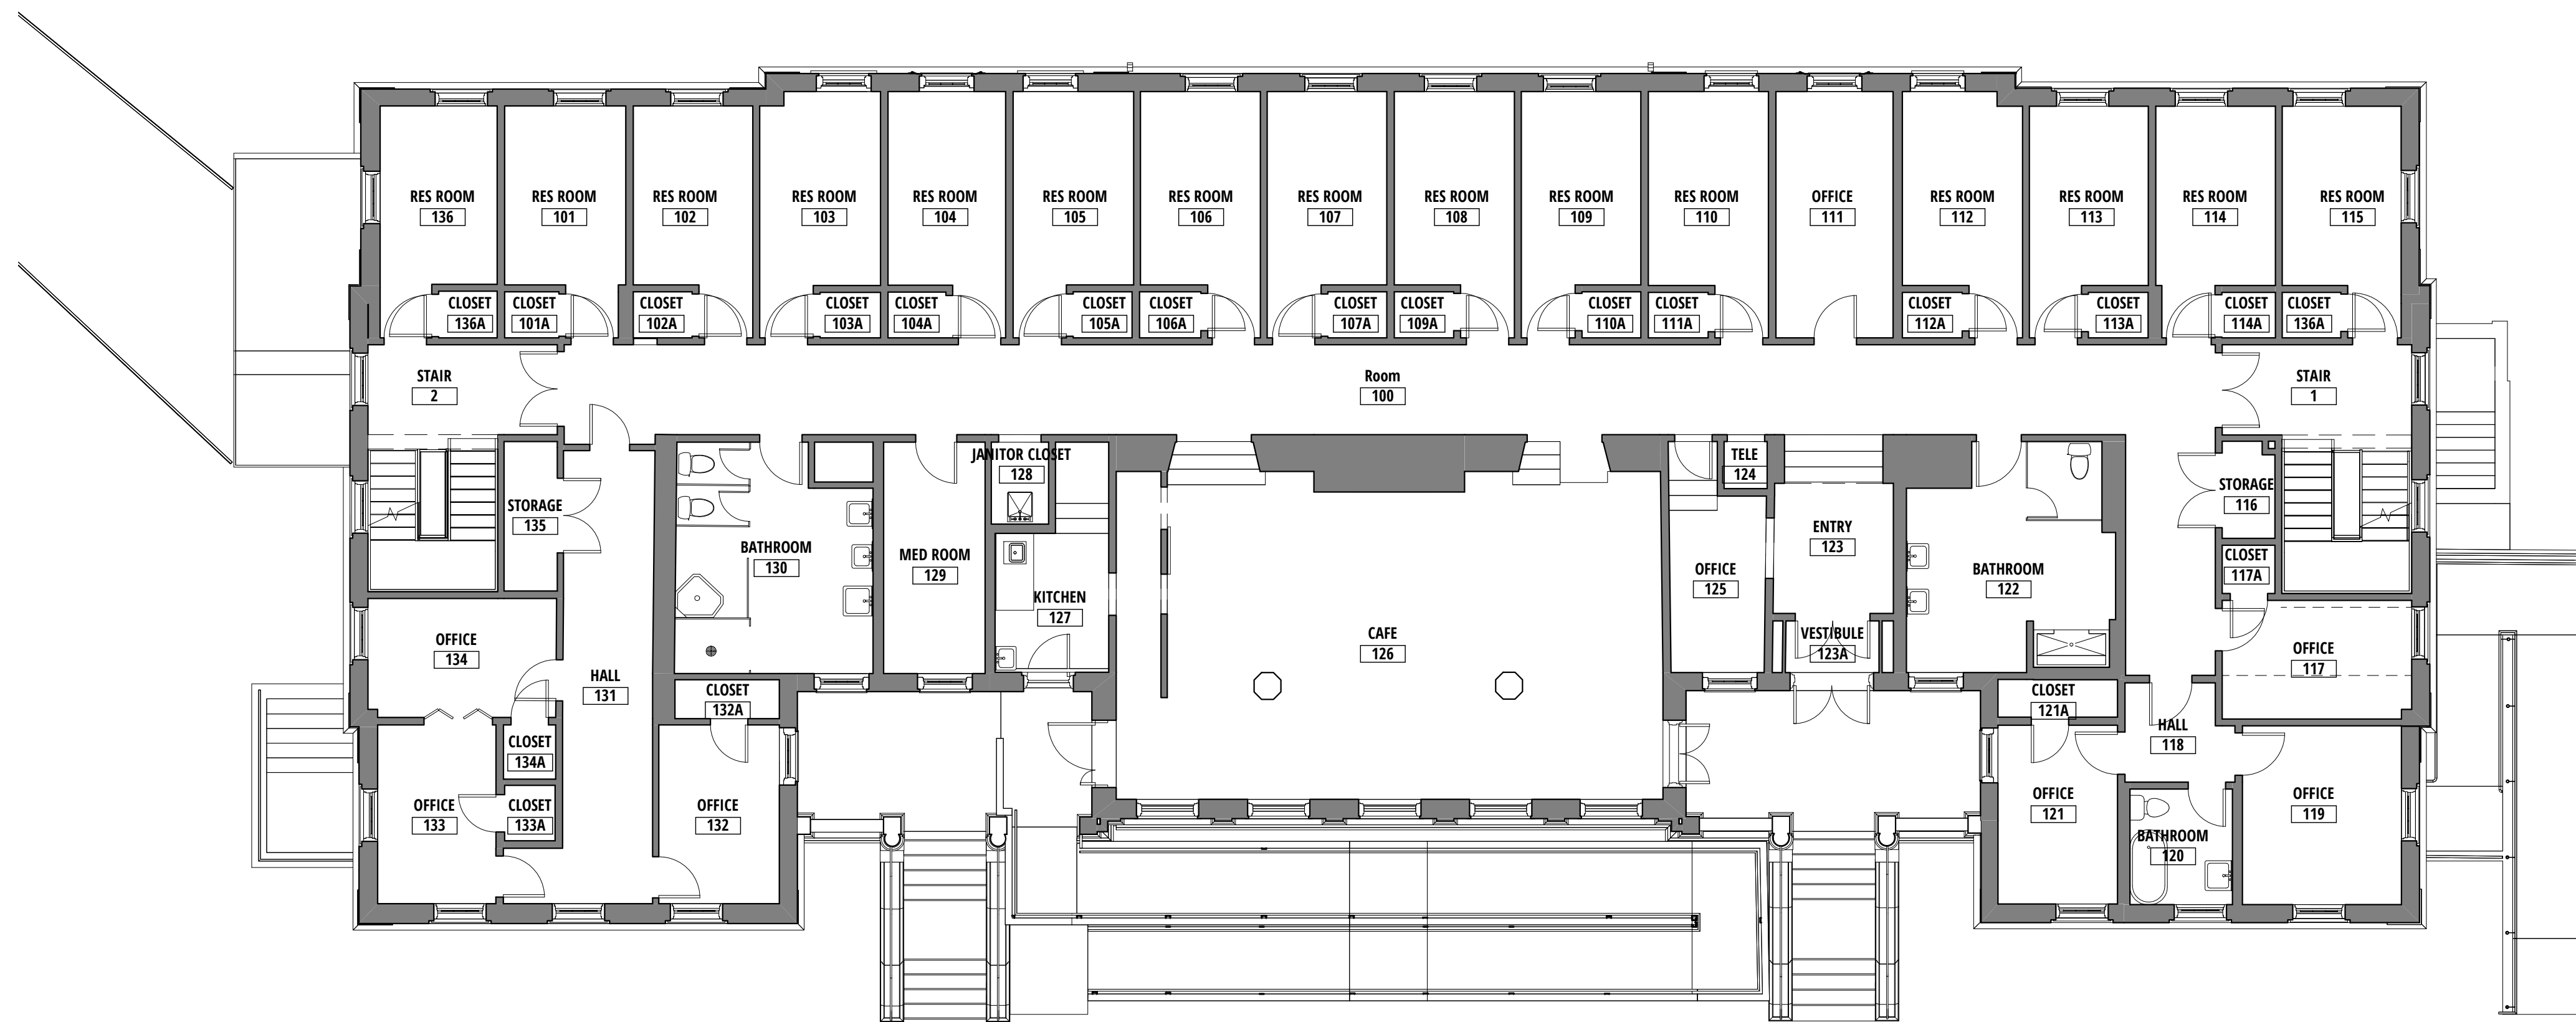 RES ROOM
136
RES ROOM
101
RES ROOM
102
RES ROOM
103
RES ROOM
104
RES ROOM
105
RES ROOM
106
RES ROOM
107
RES ROOM
108
RES ROOM
109
RES ROOM
110
OFFICE
111
RES ROOM
112
RES ROOM
113
RES ROOM
114
RES ROOM
115
CLOSET
136A
CLOSET
101A
CLOSET
102A
CLOSET
103A
CLOSET
104A
CLOSET
105A
CLOSET
106A
CLOSET
107A
CLOSET
109A
CLOSET
110A
CLOSET
111A
CLOSET
112A
CLOSET
113A
CLOSET
114A
CLOSET
136A
STAIR
2
Room
100
STAIR
1
JANITOR CLOSET
128
TELE
124
STORAGE
135
STORAGE
116
BATHROOM
130
MED ROOM
129
KITCHEN
127
OFFICE
125
ENTRY
123
BATHROOM
122
CLOSET
117A
OFFICE
134
CAFE
126
VESTIBULE
123A
OFFICE
117
HALL
131
CLOSET
132A
CLOSET
121A
CLOSET
134A
HALL
118
OFFICE
133
CLOSET
133A
OFFICE
132
OFFICE
121
BATHROOM
120
OFFICE
119